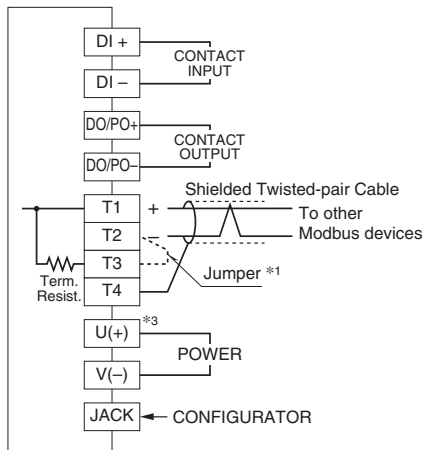 DI +
CONTACT
INPUT
DI −
DO/PO+
CONTACT
OUTPUT
DO/PO−
Shielded Twisted-pair Cable
T1
+
To other
T2
−
Modbus devices
T3
Jumper *1
Term.
Resist.
T4
U(+)
*3
POWER
V(−)
JACK
CONFIGURATOR